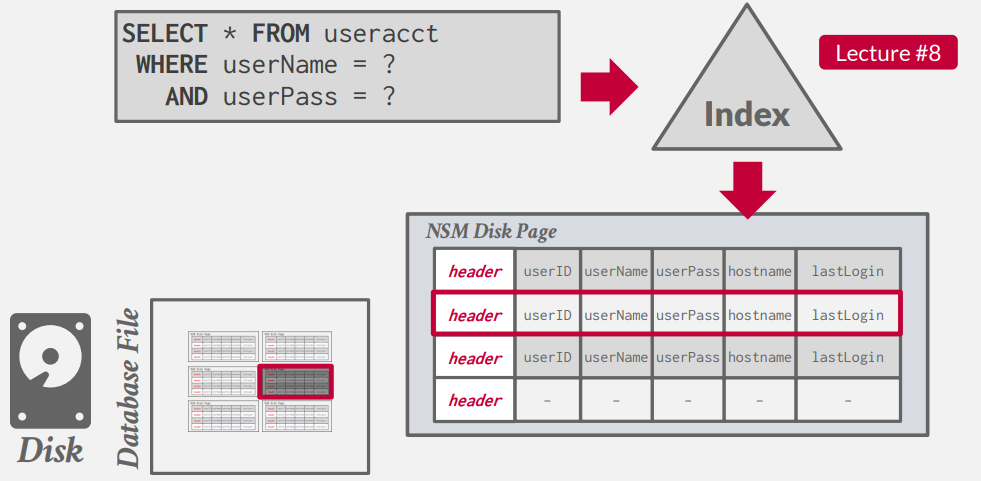 SELECT * FROM useracct
WHERE userName = ?
AND userPass = ?
Index
Lecture #8
NSM Disk Page
header userID userName userPass hostname lastLogin
header userID userName userPass hostname lastLogin
header userID userName userPass hostname lastLogin
header - - - - -
Database File
Disk